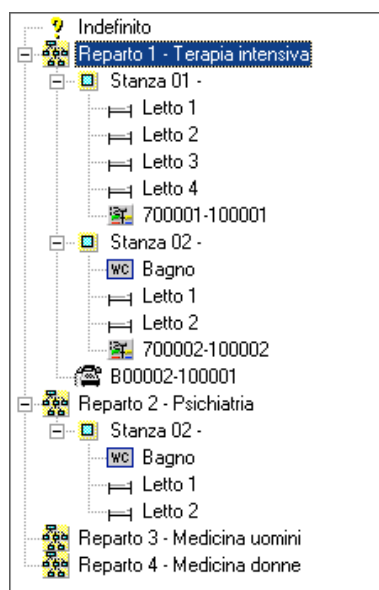 ? Indefinito
Reparto 1 - Terapia intensiva
Stanza 01 -
Letto 1
Letto 2
Letto 3
Letto 4
700001-100001
Stanza 02 -
WC Bagno
Letto 1
Letto 2
700002-100002
B00002-100001
Reparto 2 - Psichiatria
Stanza 02 -
WC Bagno
Letto 1
Letto 2
Reparto 3 - Medicina uomini
Reparto 4 - Medicina donne